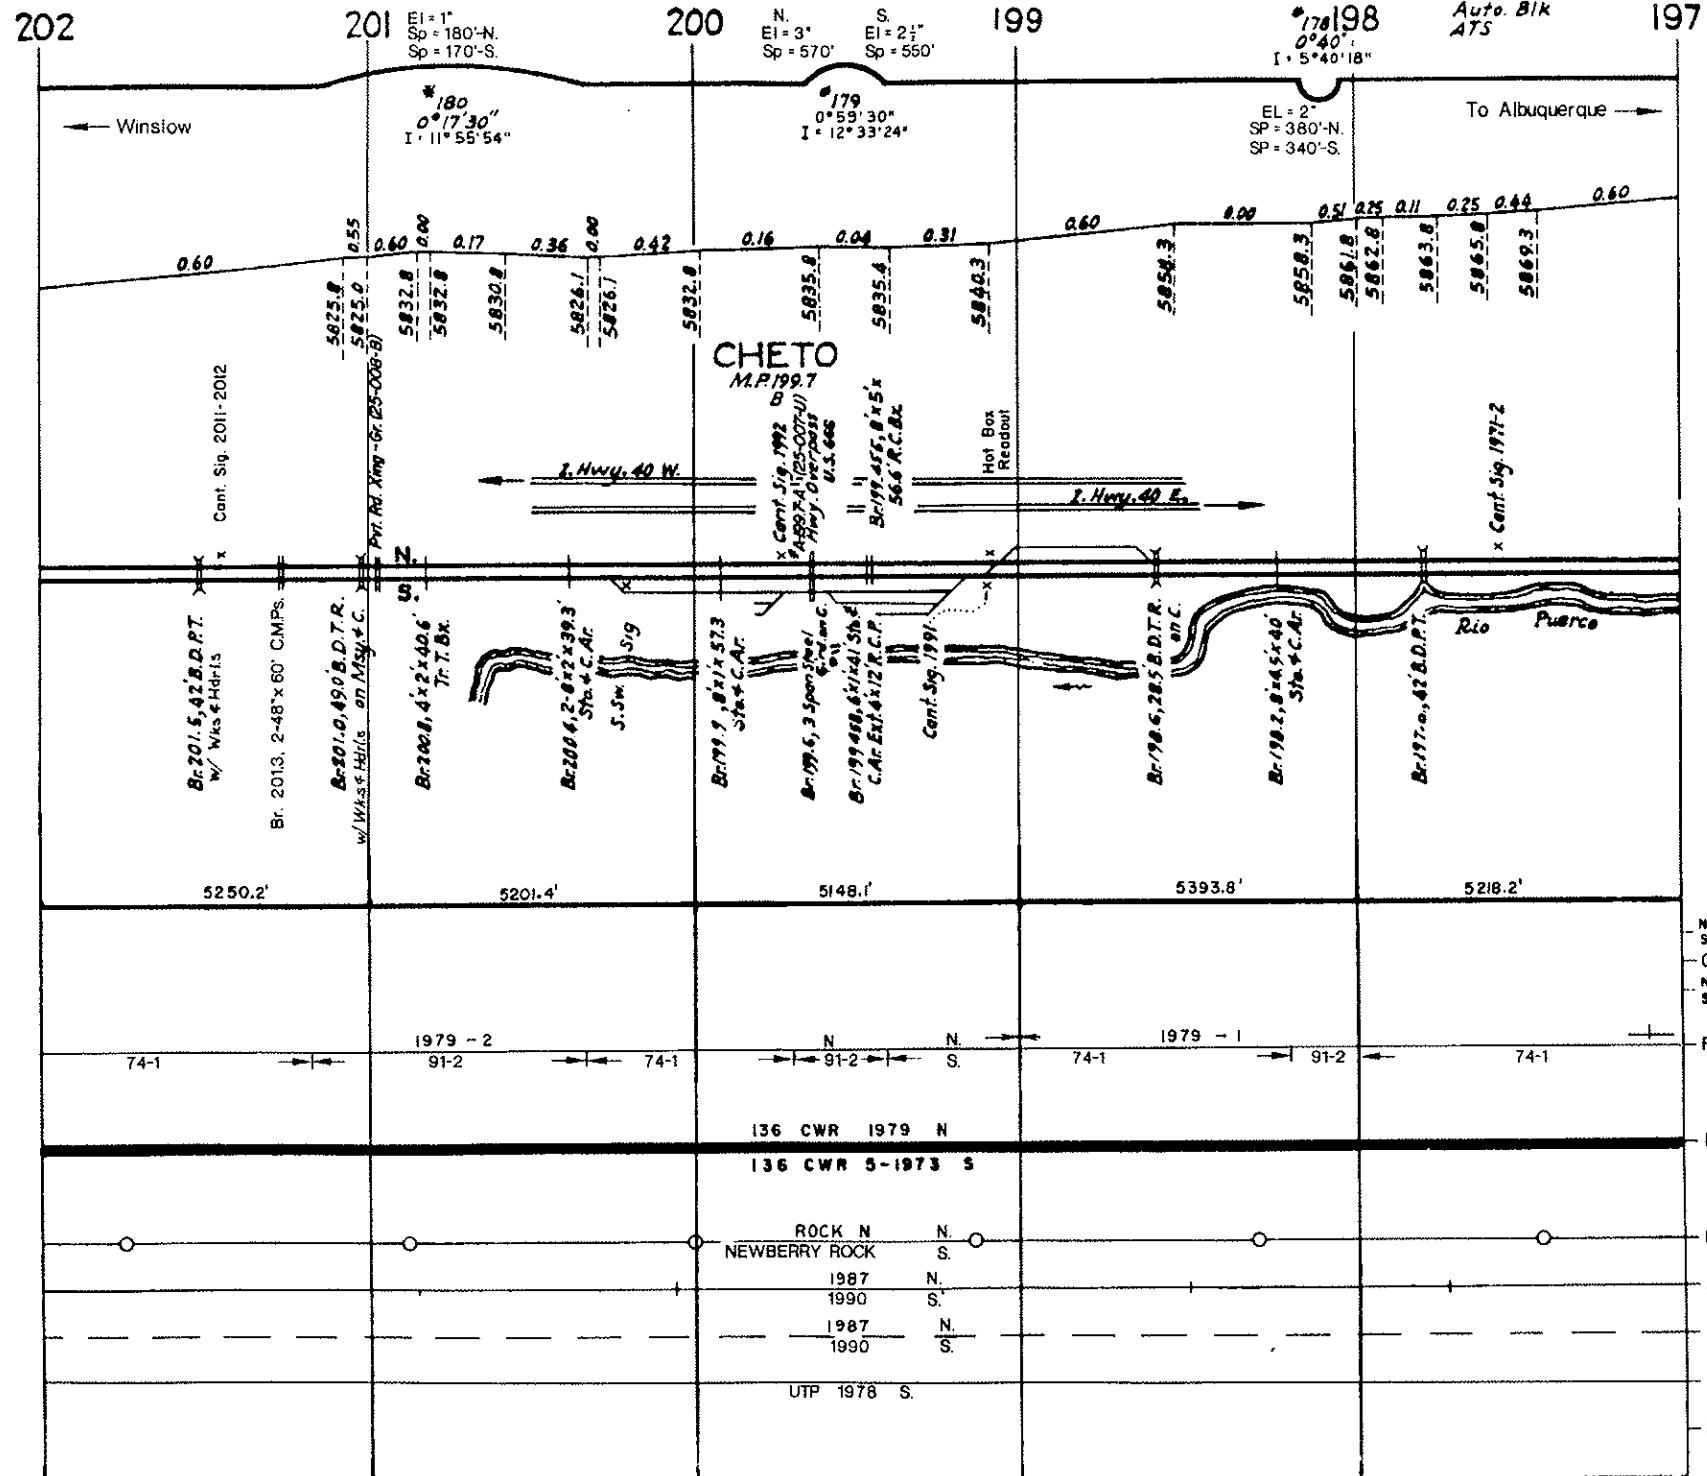 202
201
200
199
198
197
El = 1"
Sp = 180'-N.
Sp = 170'-S.
N.
El = 3"
Sp = 570'
S.
El = 2½"
Sp = 550'
#178
0°40'
I = 5°40'18"
Auto. Blk
ATS
← Winslow
#180
0°17'30"
I = 11°55'54"
#179
0°59'30"
I = 12°33'24"
EL = 2"
SP = 380'-N.
SP = 340'-S.
To Albuquerque →
0.60
0.55
0.60
0.00
0.17
0.36
0.00
0.42
0.16
0.04
0.31
0.60
0.00
0.51
0.25
0.11
0.25
0.44
0.60
5825.8
5825.0
5832.8
5832.8
5830.8
5826.1
5826.1
5832.8
5835.8
5835.4
5840.3
5858.3
5858.3
5861.8
5862.8
5863.8
5865.8
5869.3
CHETO
M.P. 199.7
B
Cant. Sig. 2011-2012
Pvt. Rd. Xing-Gr. (25-008-B)
x Cant. Sig. 1992
(25-007-U)
Hwy. Overpass
U.S. 666
Br. 199.455, 8'x5'x
56.6' R.C.Bx.
Hot Box
Readout
x Cant. Sig. 1971-2
I. Hwy. 40 W.
I. Hwy. 40 E.
N.
S.
Br. 201.5, 42' B.D.P.T.
w/ Wks & Hdrls
Br. 201.3, 2-48"x 60' C.M.P.s.
Br. 201.0, 49.0' B.D.T.R.
w/ Wks & Hdrls on Msy. & C.
Br. 200.8, 4'x2'x40.6'
Tr. T. Bx.
Br. 200.4, 2-8'x2'x39.3'
Sto. & C. Ar.
S. Sw. Sig
Br. 199.9, 8'x1'x57.3
Sto. & C. Ar.
Br. 199.6, 3 Span Steel
Grd. on C.
Br. 199.458, 6'x1'x41' Sto. &
C. Ar. Ext. 4'x12' R.C.P.
Cant. Sig. 1991
Br. 198.6, 28.5' B.D.T.R.
on C.
Br. 198.2, 8'x4.5'x40'
Sto. & C. Ar.
Br. 197.8, 42' B.D.P.T.
Rio Puerco
5250.2'
5201.4'
5148.1'
5393.8'
5218.2'
1979 - 2
N
N.
1979 - 1
74-1
91-2
74-1
91-2
S.
74-1
91-2
74-1
136 CWR 1979 N
136 CWR 5-1973 S
ROCK N N.
NEWBERRY ROCK S.
1987 N.
1990 S.
1987 N.
1990 S.
UTP 1978 S.